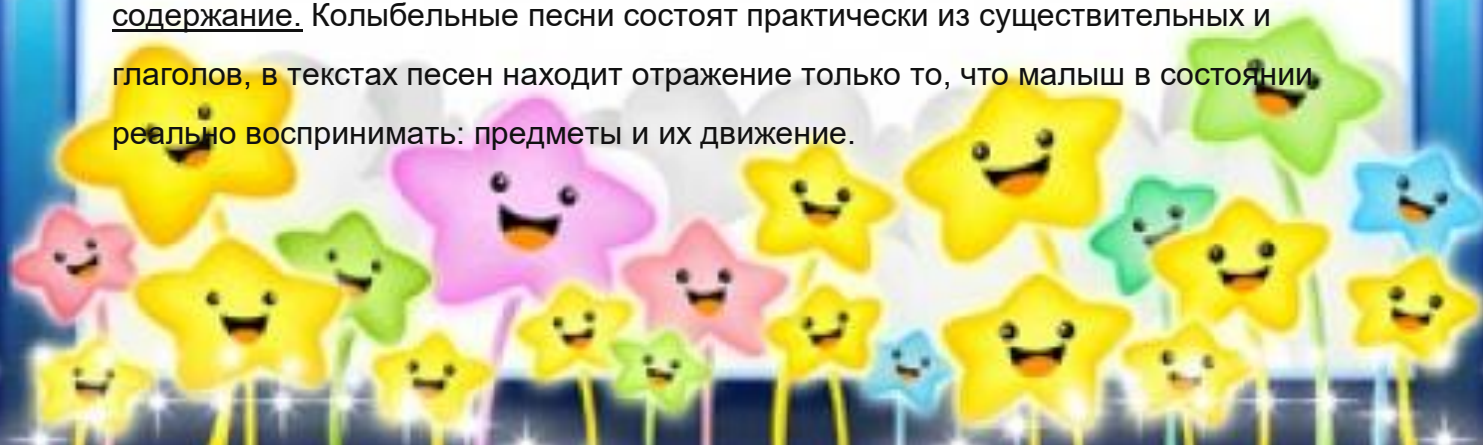 содержание. Колыбельные песни состоят практически из существительных и
глаголов, в текстах песен находит отражение только то, что малыш в состоянии
реально воспринимать: предметы и их движение.